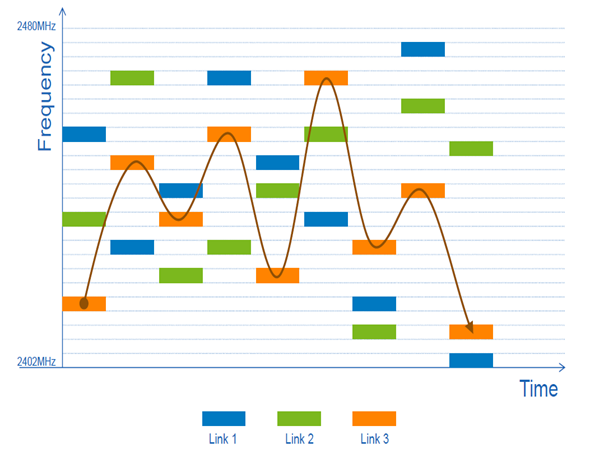 2480MHz
Frequency
2402MHz
Time
Link 1
Link 2
Link 3